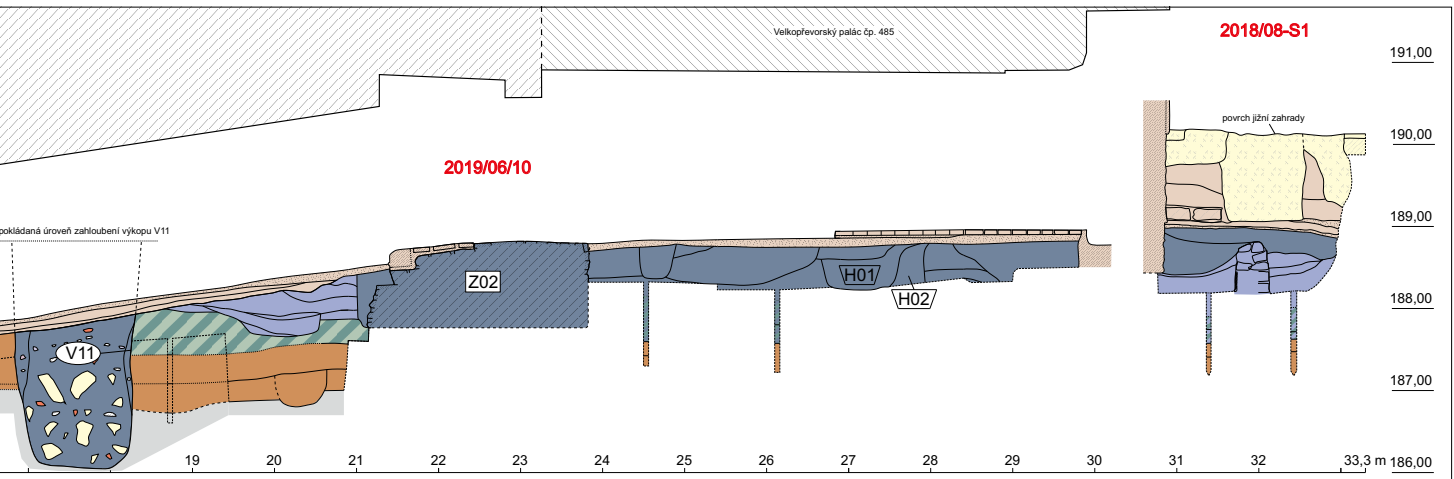 Velkopřevorský palác čp. 485
2018/08-S1
191,00
povrch jižní zahrady
190,00
2019/06/10
189,00
pokládaná úroveň zahloubení výkopu V11
H01
Z02
H02
188,00
V11
187,00
19
20
21
22
23
24
25
26
27
28
29
30
31
32
33,3 m
186,00